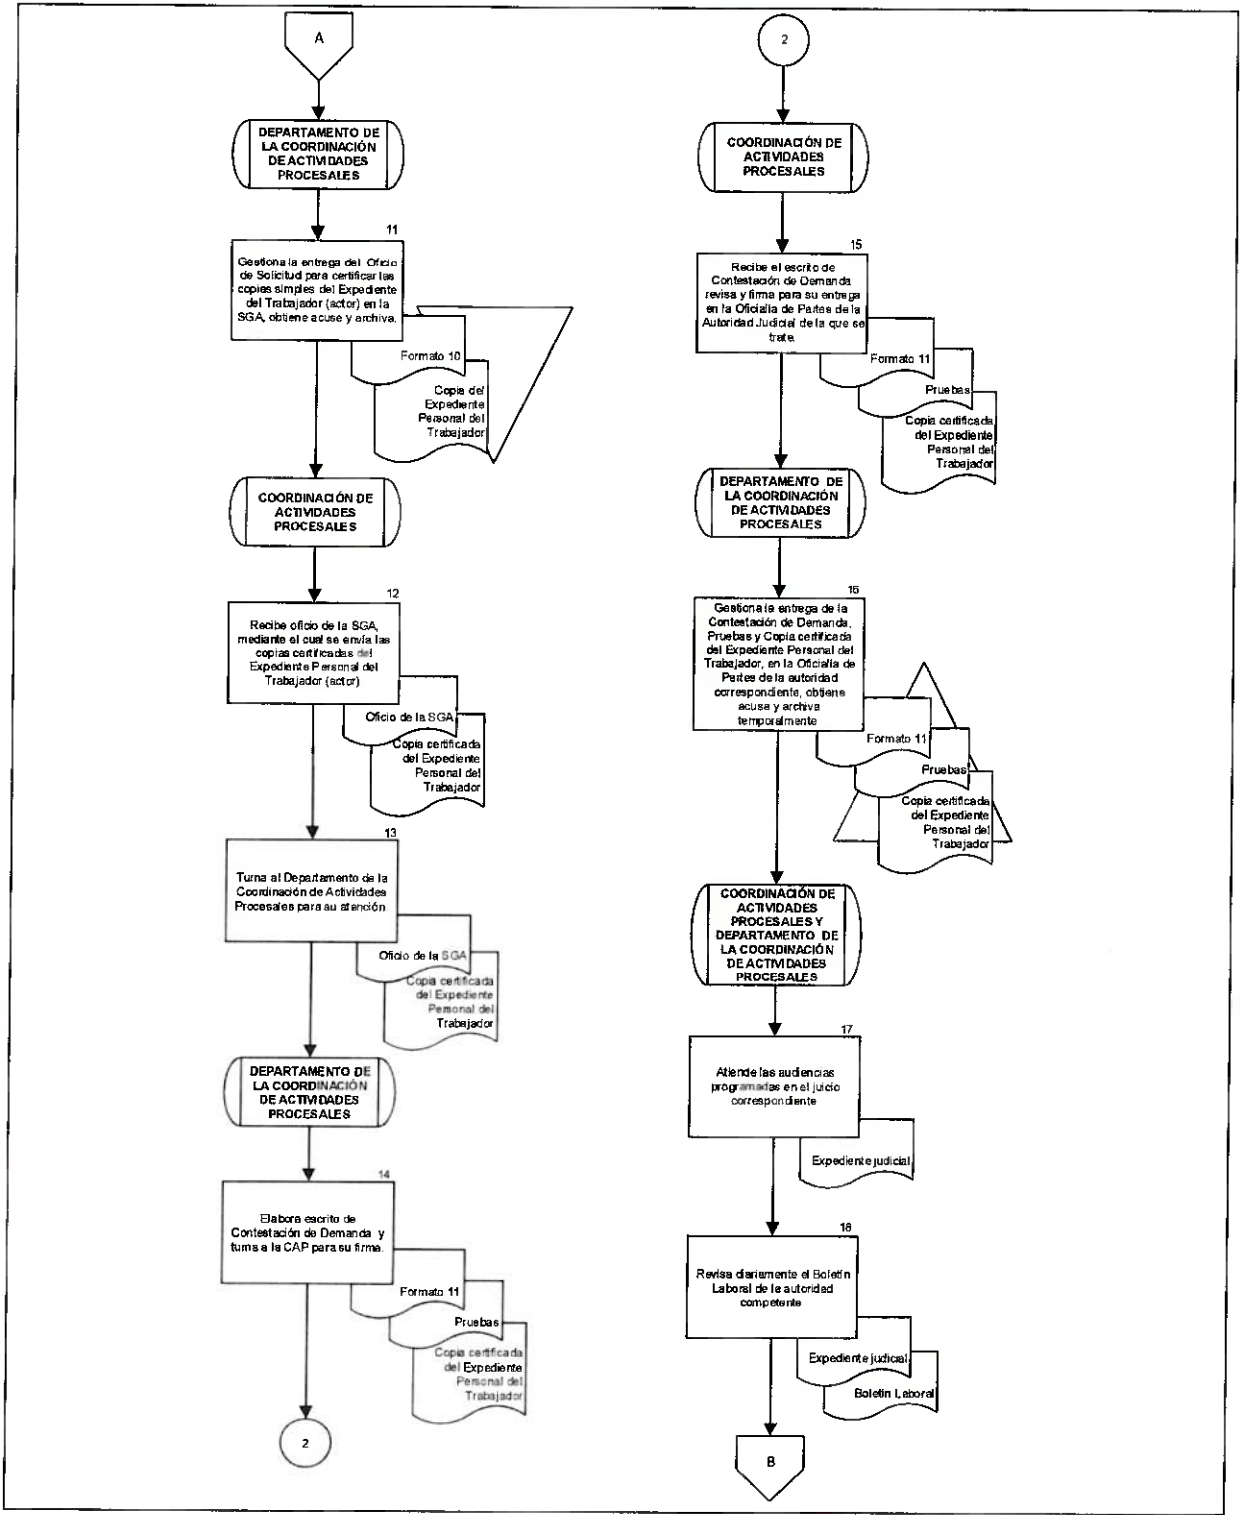 A
DEPARTAMENTO DE
LA COORDINACIÓN
DE ACTIVIDADES
PROCESALES
11
Gestiona la entrega del Oficio
de Solicitud para certificar las
copias simples del Expediente
del Trabajador (actor) en la
SGA, obtiene acuse y archiva.
Formato 10
Copia del
Expediente
Personal del
Trabajador
COORDINACIÓN DE
ACTIVIDADES
PROCESALES
12
Recibe oficio de la SGA,
mediante el cual se envía las
copias certificadas del
Expediente Personal del
Trabajador (actor)
Oficio de la SGA
Copia certificada
del Expediente
Personal del
Trabajador
13
Turna al Departamento de la
Coordinación de Actividades
Procesales para su atención
Oficio de la SGA
Copia certificada
del Expediente
Personal del
Trabajador
DEPARTAMENTO DE
LA COORDINACIÓN
DE ACTIVIDADES
PROCESALES
14
Elabora escrito de
Contestación de Demanda y
turna a la CAP para su firma.
Formato 11
Pruebas
Copia certificada
del Expediente
Personal del
Trabajador
2
2
COORDINACIÓN DE
ACTIVIDADES
PROCESALES
15
Recibe el escrito de
Contestación de Demanda
revisa y firma para su entrega
en la Oficialía de Partes de la
Autoridad Judicial de la que se
trate.
Formato 11
Pruebas
Copia certificada
del Expediente
Personal del
Trabajador
DEPARTAMENTO DE
LA COORDINACIÓN
DE ACTIVIDADES
PROCESALES
16
Gestiona la entrega de la
Contestación de Demanda,
Pruebas y Copia certificada
del Expediente Personal del
Trabajador, en la Oficialía de
Partes de la autoridad
correspondiente, obtiene
acuse y archiva
temporalmente
Formato 11
Pruebas
Copia certificada
del Expediente
Personal del
Trabajador
COORDINACIÓN DE
ACTIVIDADES
PROCESALES Y
DEPARTAMENTO DE
LA COORDINACIÓN
DE ACTIVIDADES
PROCESALES
17
Atiende las audiencias
programadas en el juicio
correspondiente
Expediente judicial
18
Revisa diariamente el Boletín
Laboral de la autoridad
competente
Expediente judicial
Boletín Laboral
B